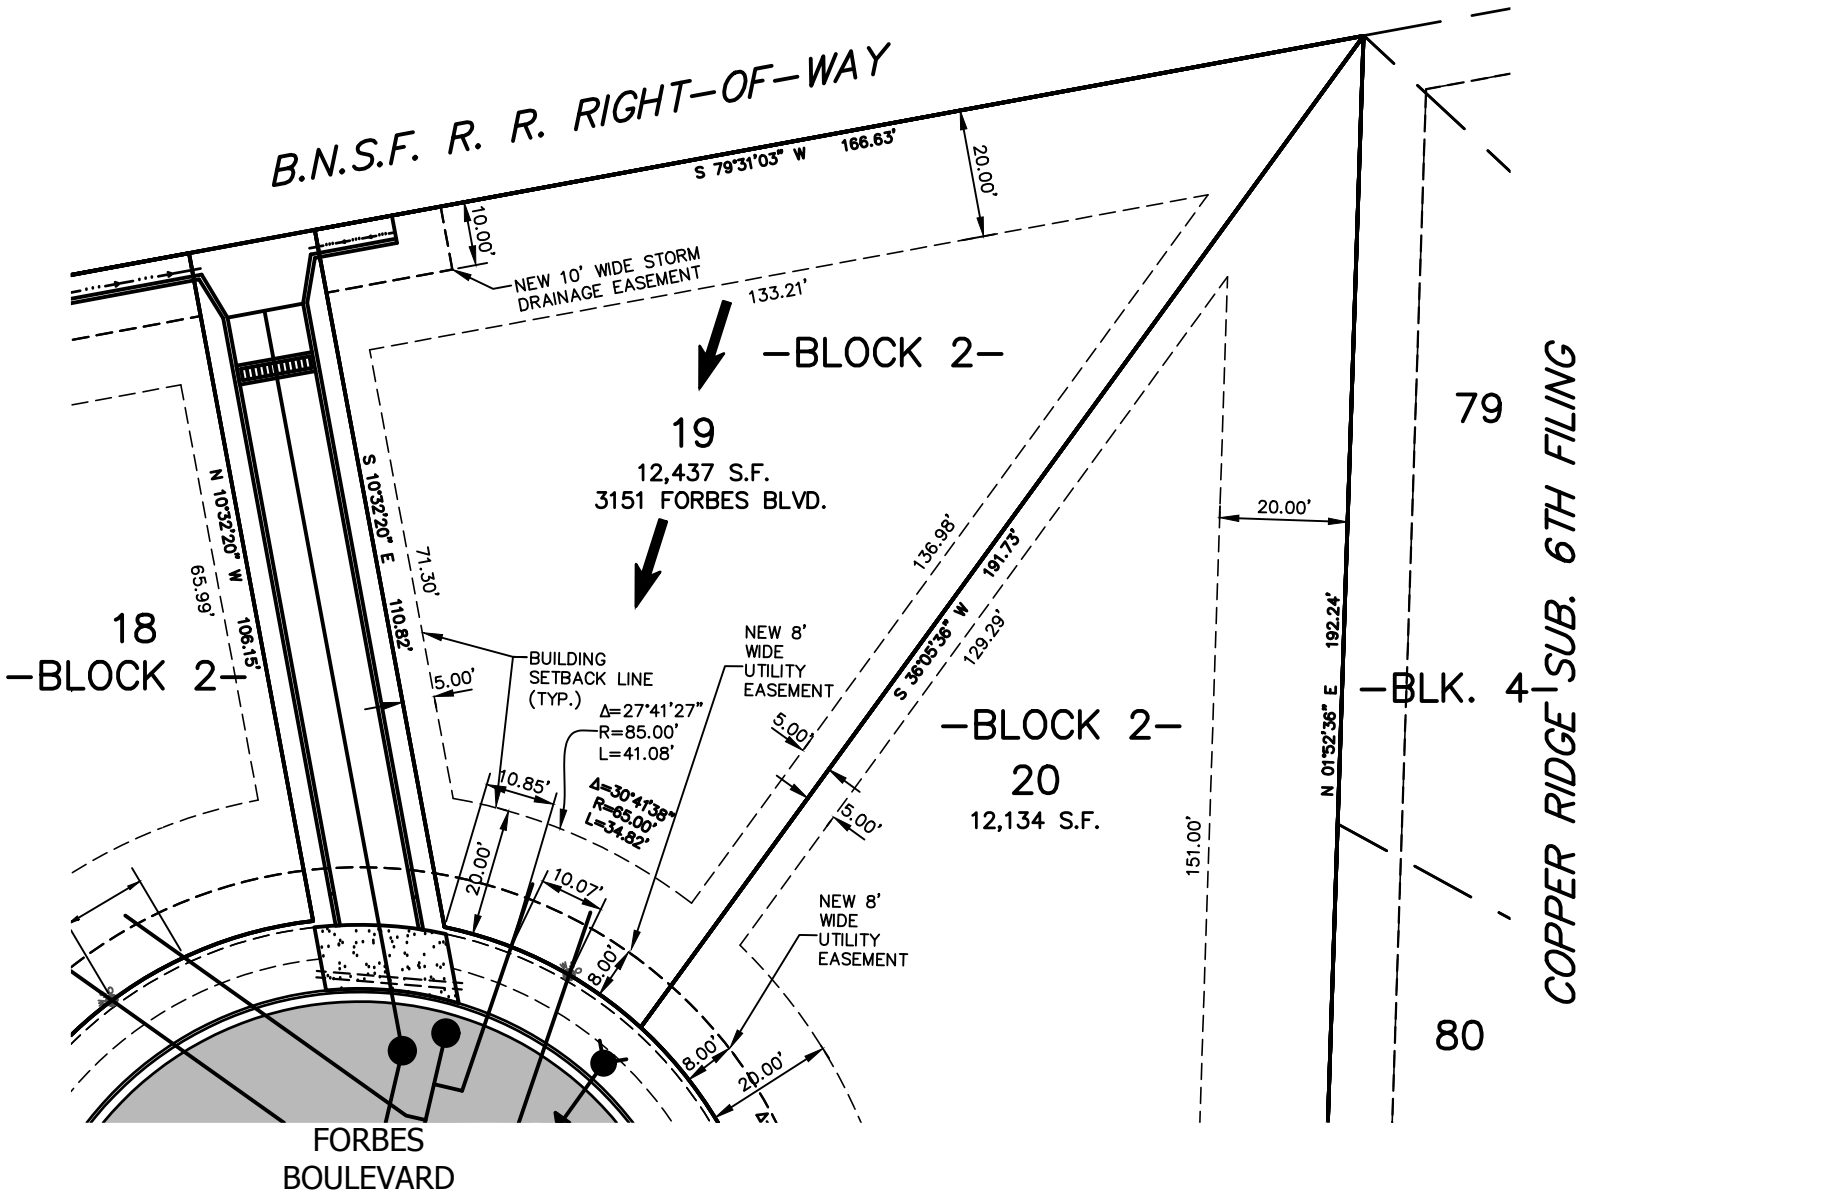 B.N.S.F. R. R. RIGHT-OF-WAY
S 79°31'03" W 166.63'
20.00'
10.00'
NEW 10' WIDE STORM
DRAINAGE EASEMENT
133.21'
-BLOCK 2-
19
12,437 S.F.
3151 FORBES BLVD.
N 10°32'20" W 106.15'
65.99'
S 10°32'20" E 110.82'
71.30'
5.00'
18
-BLOCK 2-
BUILDING
SETBACK LINE
(TYP.)
Δ=27°41'27"
R=85.00'
L=41.08'
NEW 8'
WIDE
UTILITY
EASEMENT
Δ=30°41'38"
R=65.00'
L=34.82'
10.85'
20.00'
10.07'
8.00'
136.98'
S 36°05'36" W 191.73'
129.29'
5.00'
5.00'
-BLOCK 2-
20
12,134 S.F.
NEW 8'
WIDE
UTILITY
EASEMENT
8.00'
20.00'
151.00'
20.00'
N 01°52'36" E 192.24'
79
-BLK. 4-
80
COPPER RIDGE SUB. 6TH FILING
FORBES
BOULEVARD